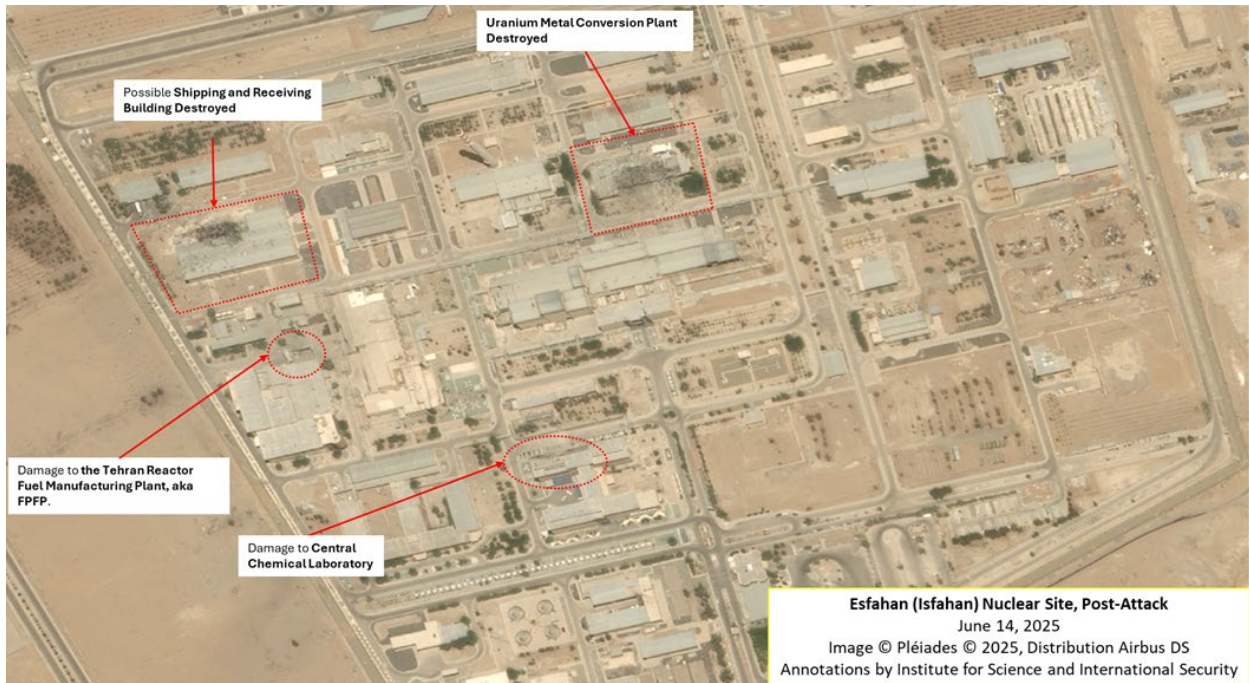 Uranium Metal Conversion Plant
Destroyed
Possible Shipping and Receiving
Building Destroyed
Damage to the Tehran Reactor
Fuel Manufacturing Plant, aka
FPFP.
Damage to Central
Chemical Laboratory
Esfahan (Isfahan) Nuclear Site, Post-Attack
June 14, 2025
Image © Pléiades © 2025, Distribution Airbus DS
Annotations by Institute for Science and International Security